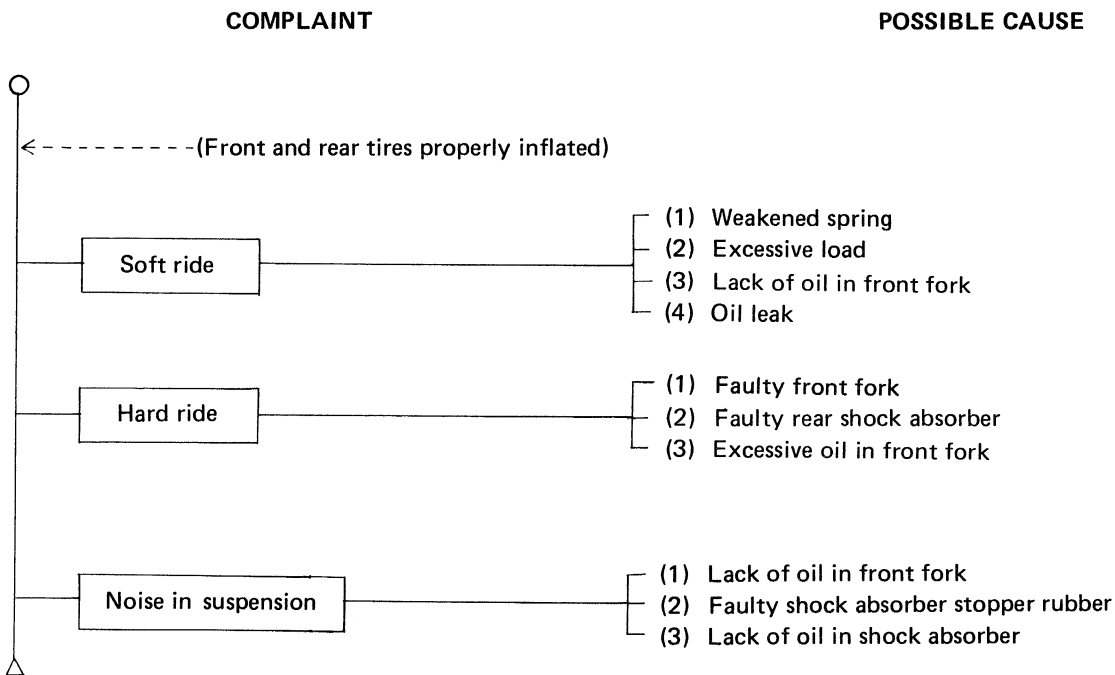 COMPLAINT POSSIBLE CAUSE
(Front and rear tires properly inflated)
Soft ride
(1) Weakened spring
(2) Excessive load
(3) Lack of oil in front fork
(4) Oil leak
Hard ride
(1) Faulty front fork
(2) Faulty rear shock absorber
(3) Excessive oil in front fork
Noise in suspension
(1) Lack of oil in front fork
(2) Faulty shock absorber stopper rubber
(3) Lack of oil in shock absorber